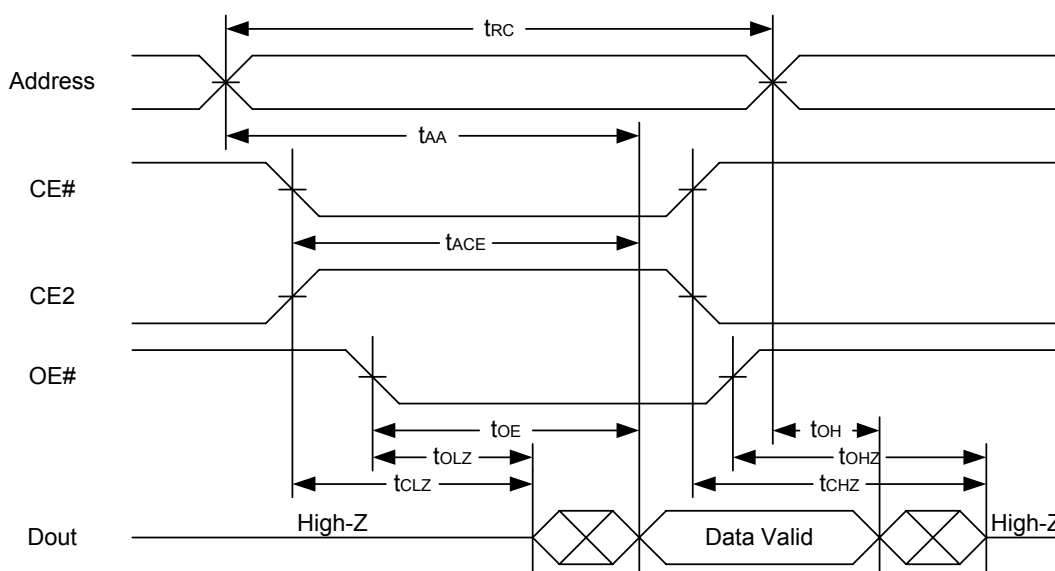 tRC
Address
tAA
CE#
tACE
CE2
OE#
tOE
tOH
tOLZ
tOHZ
tCLZ
tCHZ
High-Z
Data Valid
High-Z
Dout